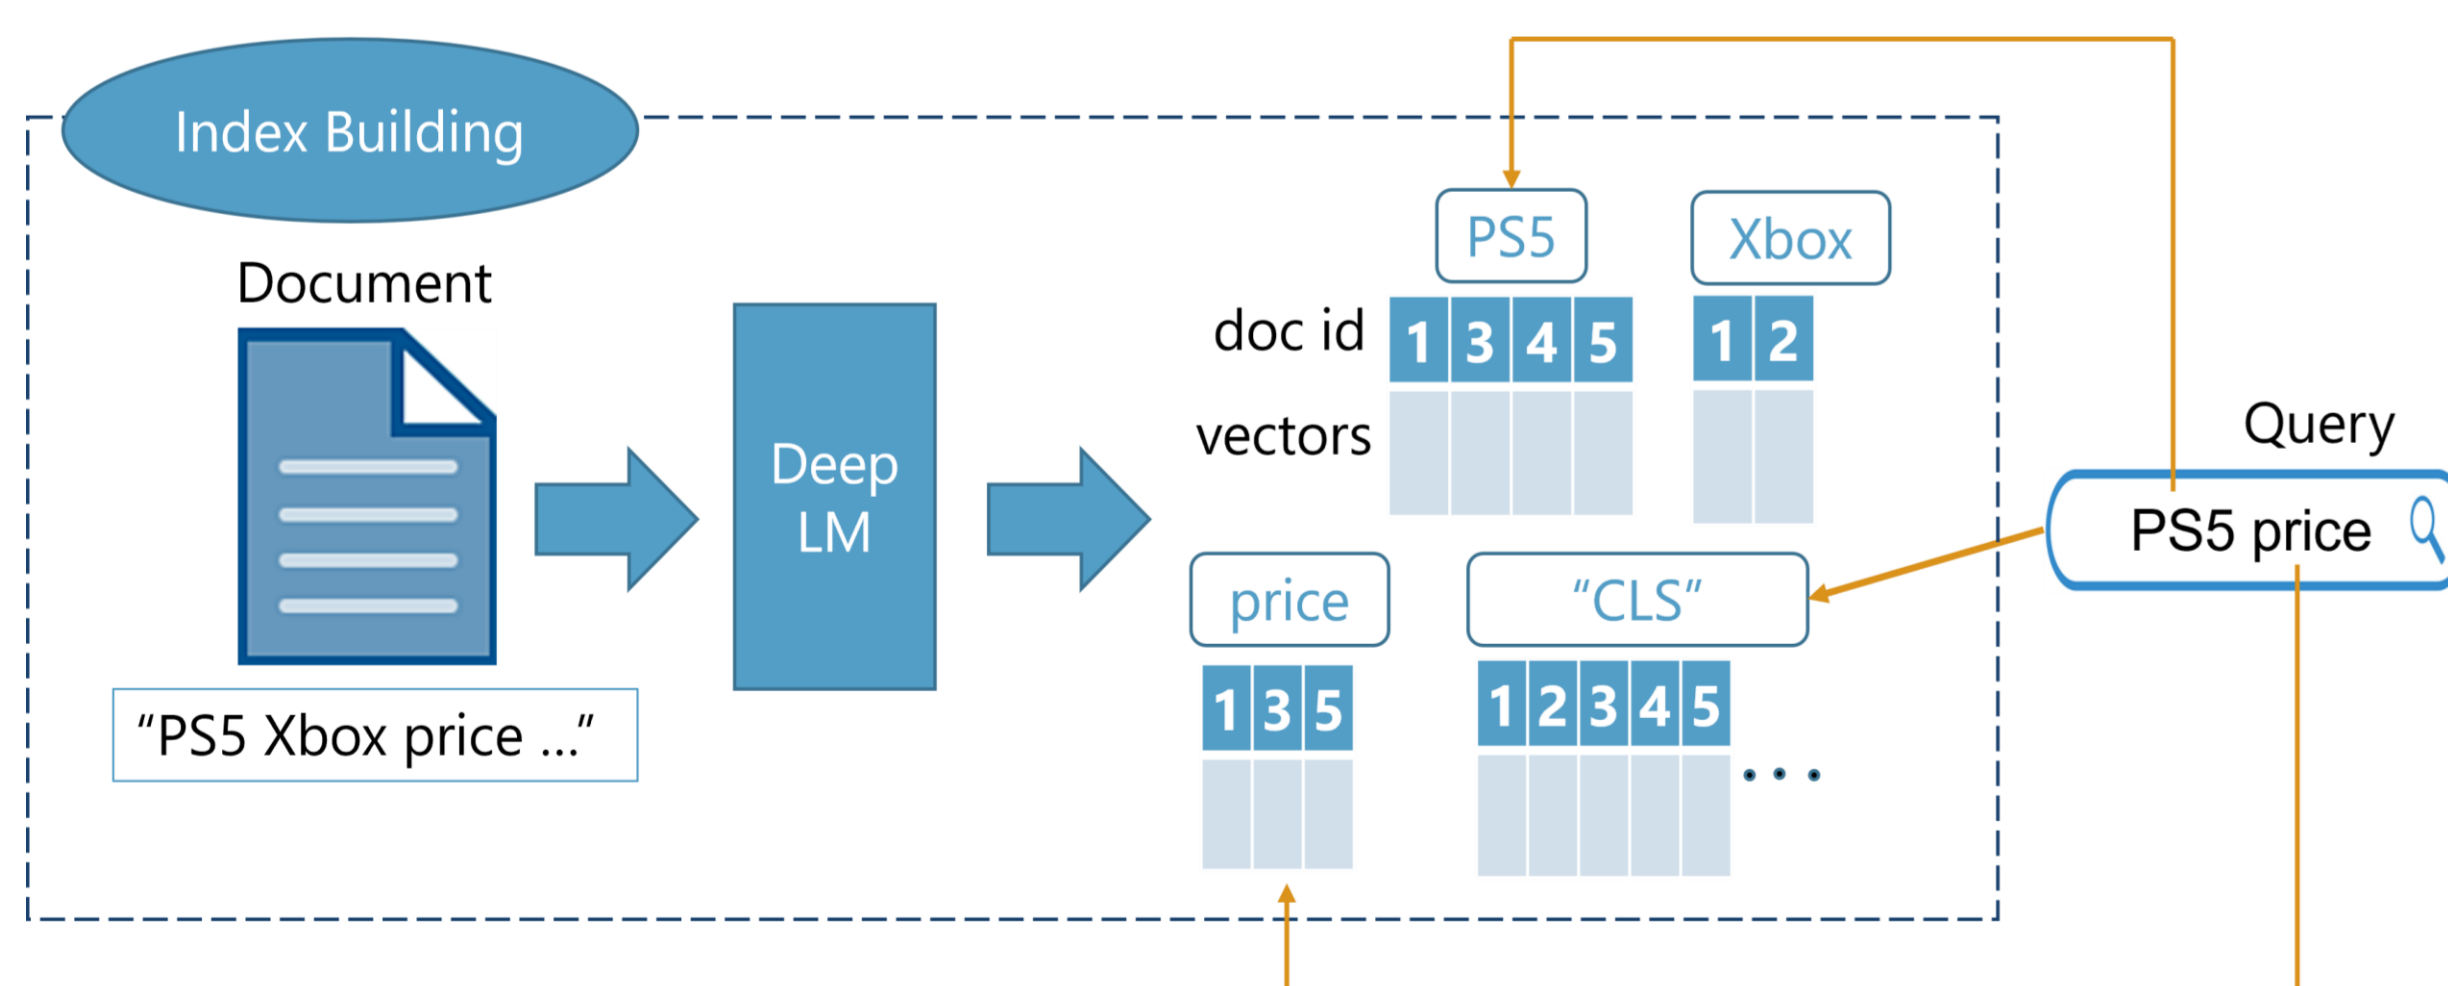 Index Building
Document
“PS5 Xbox price ...”
Deep
LM
PS5
Xbox
doc id
1 3 4 5
1 2
vectors
price
“CLS”
1 3 5
1 2 3 4 5
Query
PS5 price